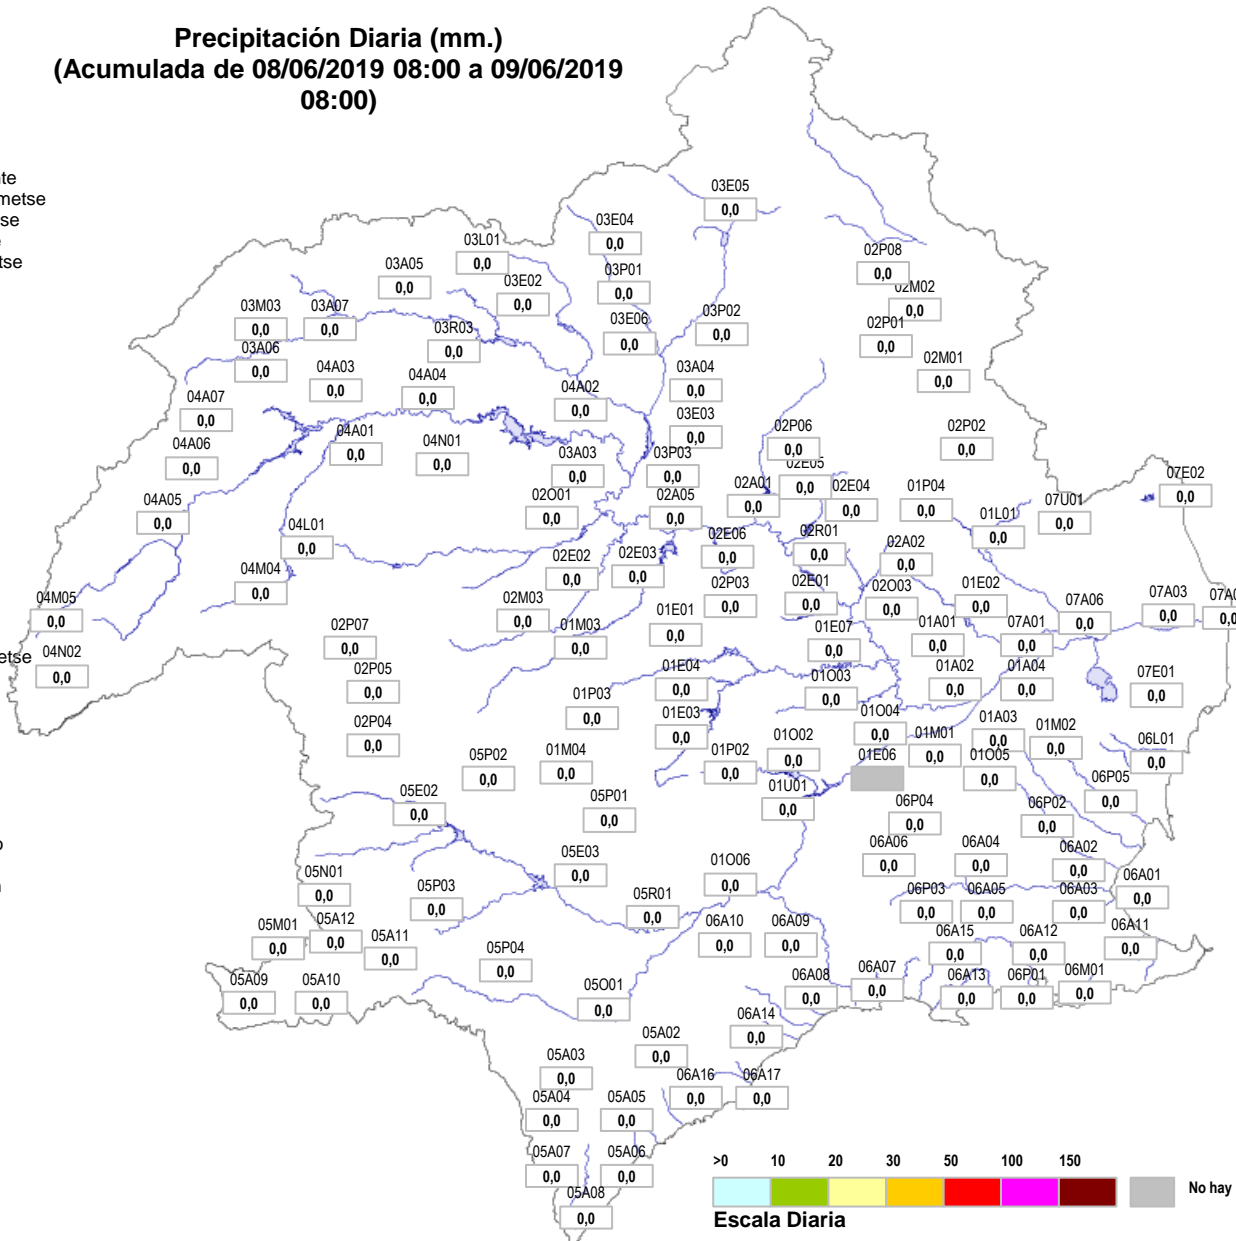 Precipitación Diaria (mm.)
(Acumulada de 08/06/2019 08:00 a 09/06/2019
08:00)
nte
metse
se
e
tse
03E05
0,0
03E04
0,0
03L01
0,0
02P08
0,0
03A05
0,0
03P01
0,0
03E02
0,0
02M02
0,0
03M03
0,0
03A07
0,0
03P02
0,0
03E06
0,0
03R03
0,0
02P01
0,0
03A06
0,0
02M01
0,0
04A03
0,0
03A04
0,0
04A04
0,0
04A02
0,0
04A07
0,0
03E03
0,0
04A01
0,0
02P06
0,0
02P02
0,0
04N01
0,0
04A06
0,0
03A03
0,0
03P03
0,0
02E05
0,0
07E02
0,0
02A01
0,0
02E04
0,0
01P04
0,0
04A05
0,0
02O01
0,0
02A05
0,0
07U01
0,0
01L01
0,0
04L01
0,0
02E06
0,0
02R01
0,0
02A02
0,0
02E02
0,0
02E03
0,0
04M04
0,0
02P03
0,0
02E01
0,0
02O03
0,0
01E02
0,0
04M05
0,0
02M03
0,0
01E01
0,0
07A06
0,0
07A03
0,0
07A0
0,0
02P07
0,0
01M03
0,0
01E07
0,0
01A01
0,0
07A01
0,0
etse
04N02
0,0
02P05
0,0
01E04
0,0
01O03
0,0
01A02
0,0
01A04
0,0
07E01
0,0
01P03
0,0
02P04
0,0
01E03
0,0
01O04
0,0
01A03
0,0
01M02
0,0
01M01
0,0
06L01
0,0
05P02
0,0
01M04
0,0
01P02
0,0
01O02
0,0
01E06
01O05
0,0
06P05
0,0
05E02
0,0
05P01
0,0
01U01
0,0
06P04
0,0
06P02
0,0
o
05E03
0,0
01O06
0,0
06A06
0,0
06A04
0,0
06A02
0,0
05N01
0,0
05P03
0,0
05R01
0,0
06P03
0,0
06A05
0,0
06A03
0,0
06A01
0,0
05M01
0,0
05A12
0,0
05A11
0,0
05P04
0,0
06A10
0,0
06A09
0,0
06A15
0,0
06A12
0,0
06A11
0,0
05A09
0,0
05A10
0,0
05O01
0,0
06A08
0,0
06A07
0,0
06A13
0,0
06P01
0,0
06M01
0,0
06A14
0,0
05A02
0,0
05A03
0,0
06A16
0,0
06A17
0,0
05A04
0,0
05A05
0,0
05A07
0,0
05A06
0,0
05A08
0,0
>0 10 20 30 50 100 150
No hay
Escala Diaria